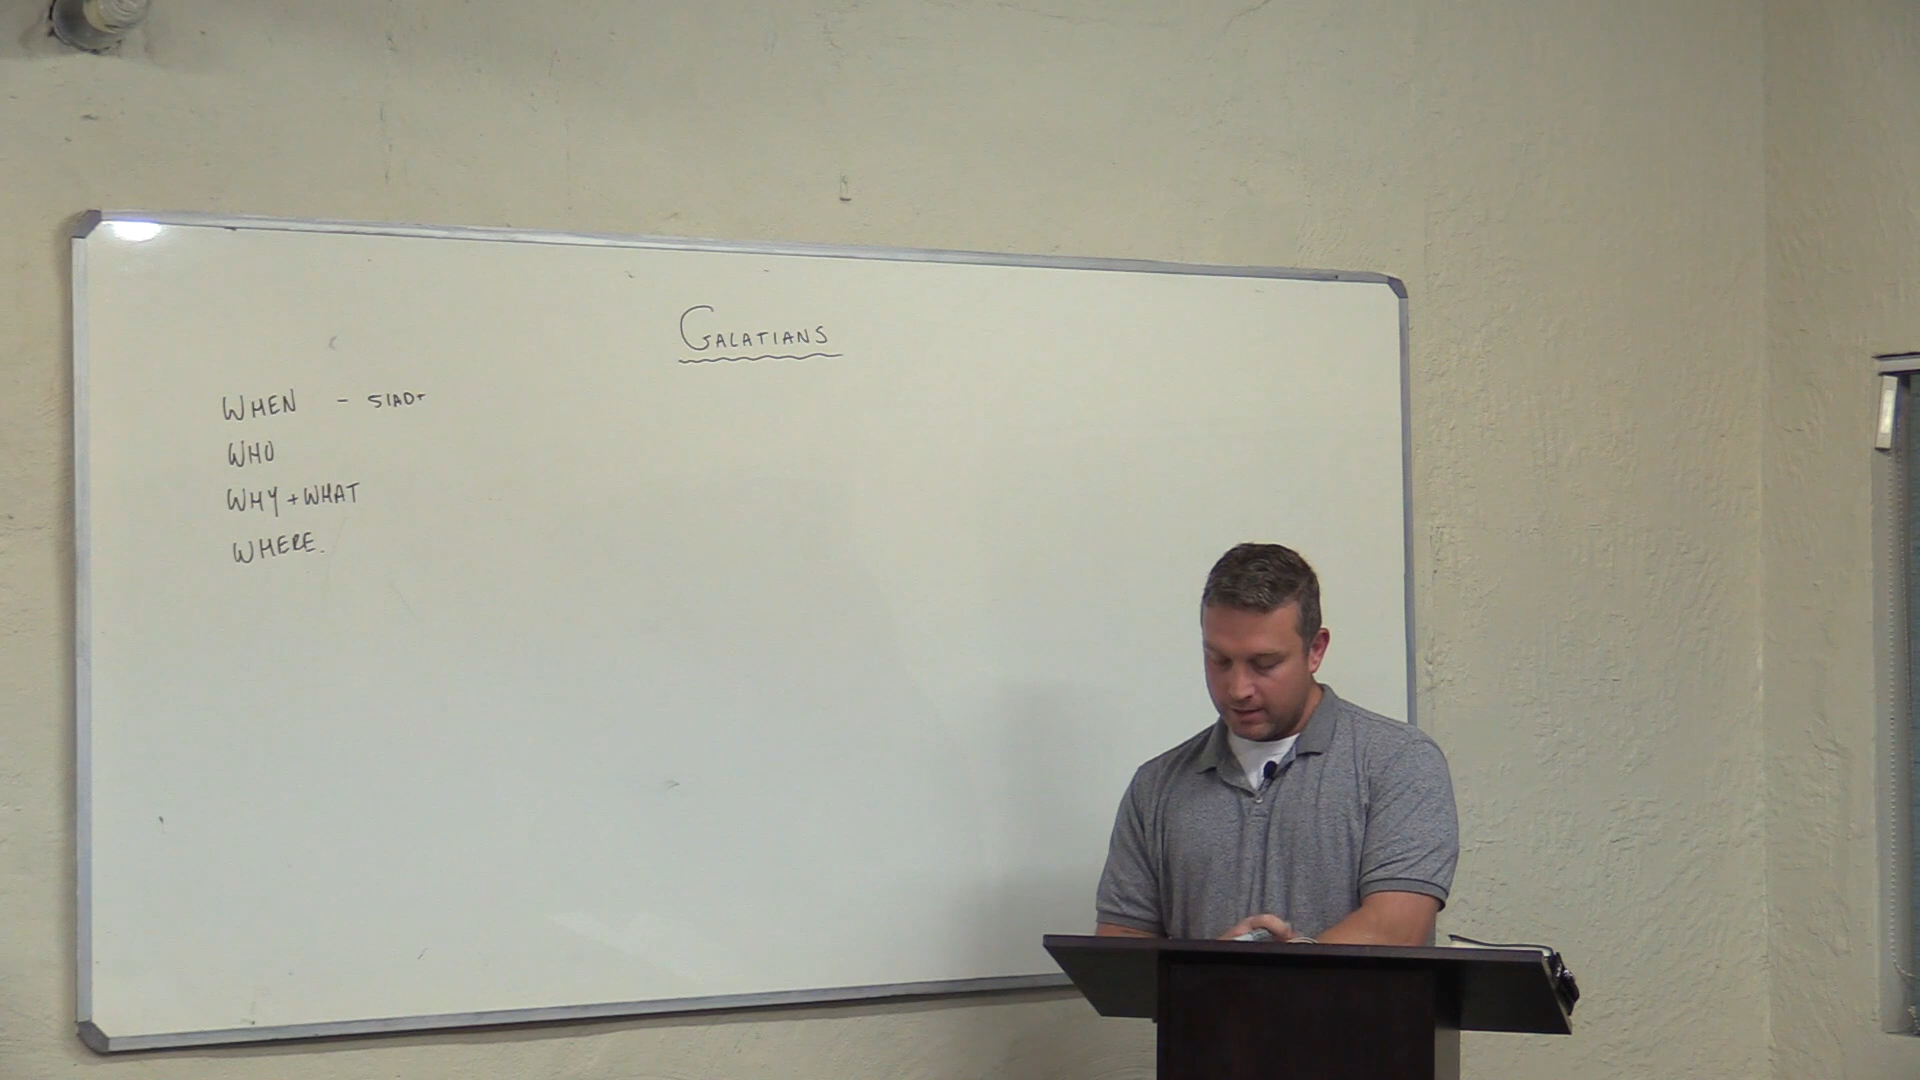 GALATIANS
WHEN - 51AD+
WHO
WHY + WHAT
WHERE.